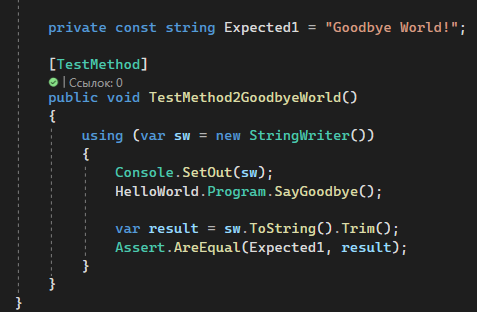 private const string Expected1 = "Goodbye World!";
[TestMethod]
| Ссылок: 0
public void TestMethod2GoodbyeWorld()
{
using (var sw = new StringWriter())
{
Console.SetOut(sw);
HelloWorld.Program.SayGoodbye();
var result = sw.ToString().Trim();
Assert.AreEqual(Expected1, result);
}
}
}